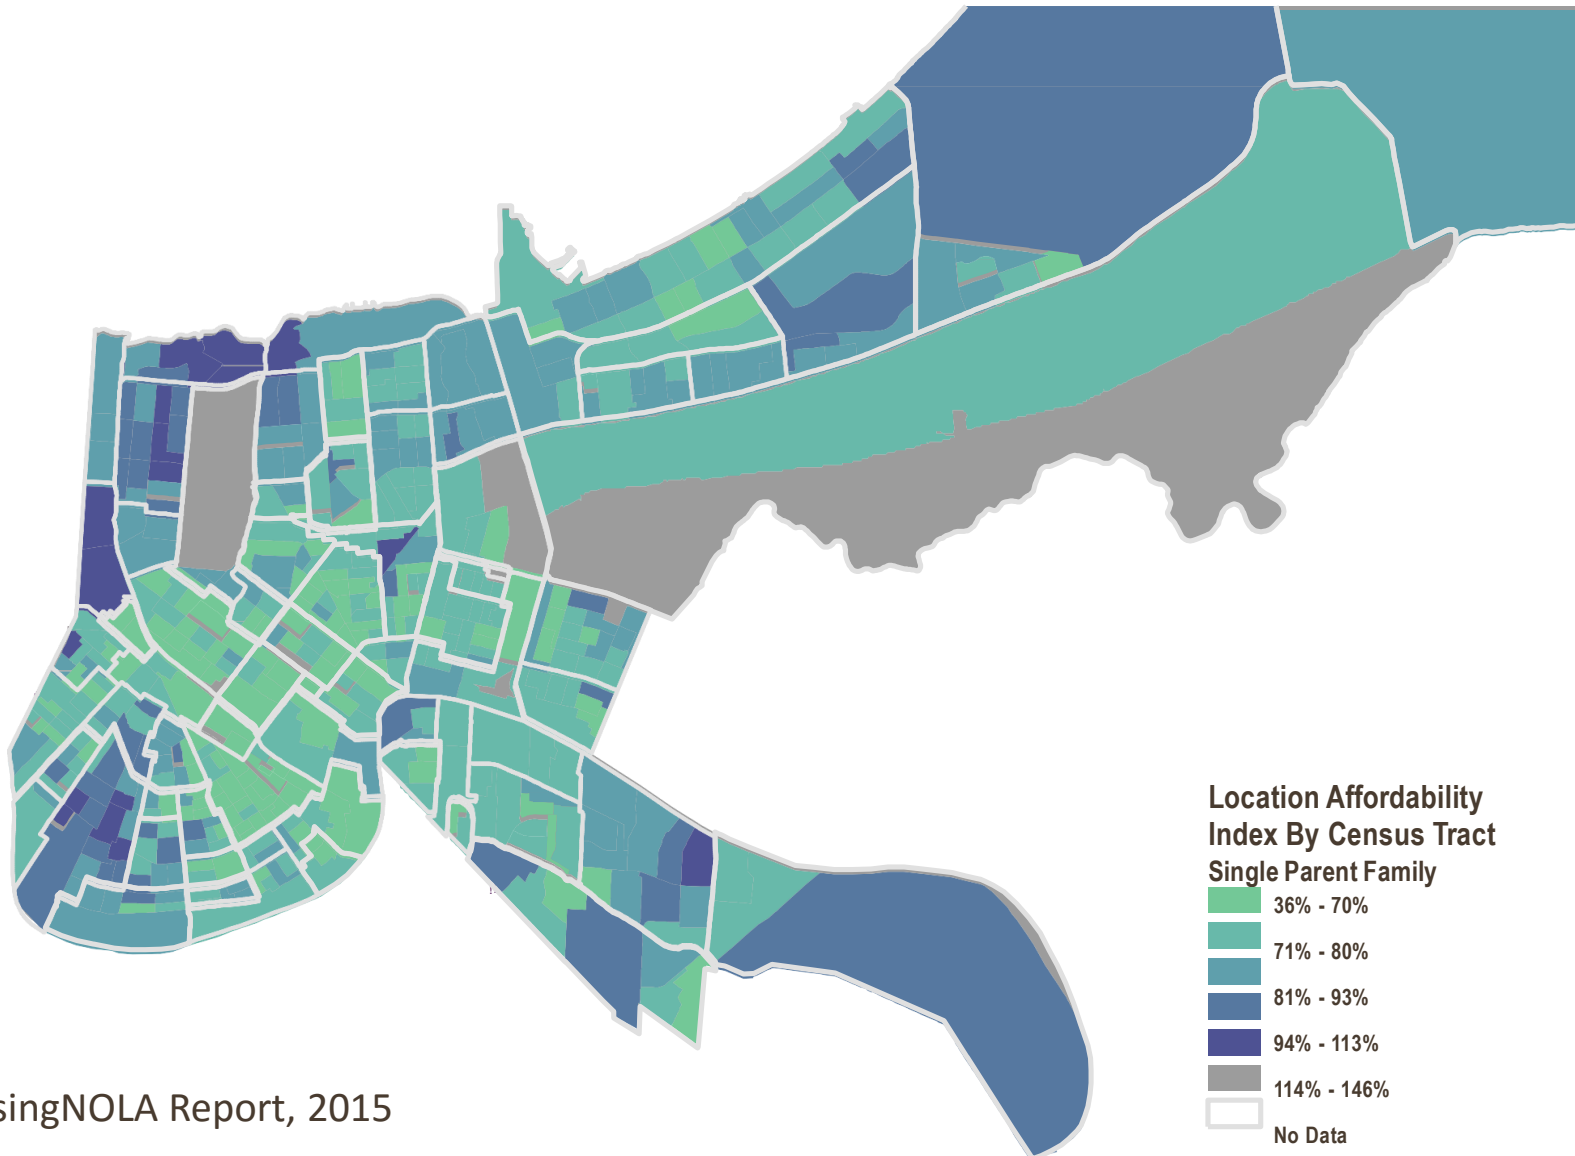 Location Affordability
Index By Census Tract
Single Parent Family
36% - 70%
71% - 80%
81% - 93%
94% - 113%
114% - 146%
No Data
singNOLA Report, 2015